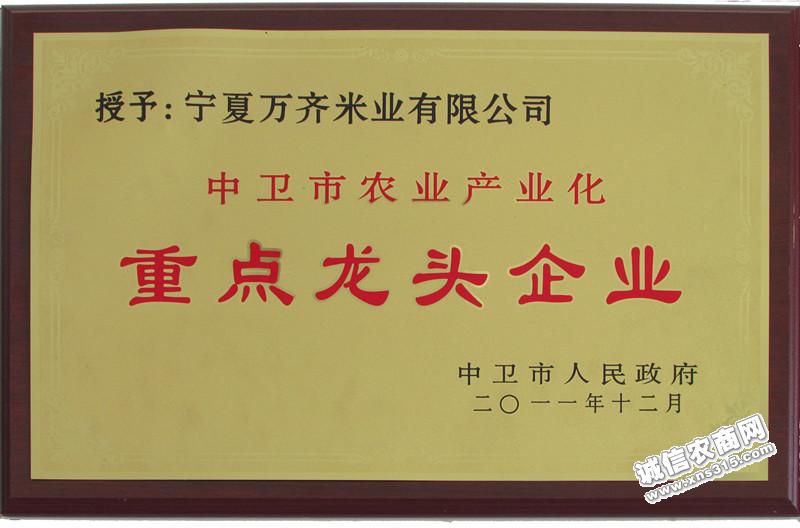 授予：宁夏万齐米业有限公司
中卫市农业产业化
重点龙头企业
中卫市人民政府
二〇一一年十二月
诚信农商网
www.xns315.com